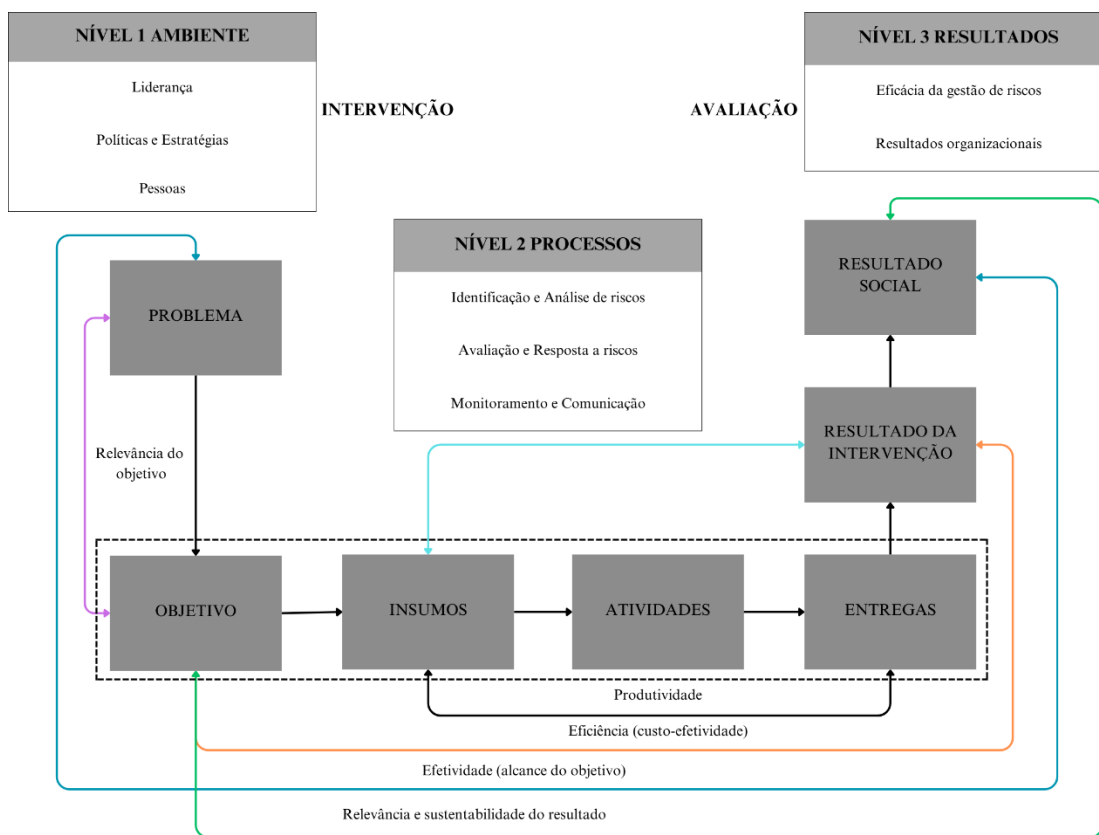 NÍVEL 1 AMBIENTE
Liderança
Políticas e Estratégias
Pessoas
INTERVENÇÃO
AVALIAÇÃO
NÍVEL 3 RESULTADOS
Eficácia da gestão de riscos
Resultados organizacionais
NÍVEL 2 PROCESSOS
Identificação e Análise de riscos
Avaliação e Resposta a riscos
Monitoramento e Comunicação
PROBLEMA
RESULTADO
SOCIAL
RESULTADO DA
INTERVENÇÃO
Relevância do
objetivo
OBJETIVO
INSUMOS
ATIVIDADES
ENTREGAS
Produtividade
Eficiência (custo-efetividade)
Efetividade (alcance do objetivo)
Relevância e sustentabilidade do resultado